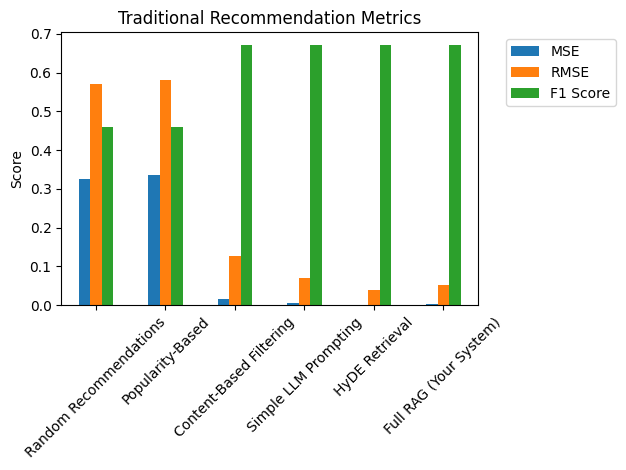 Traditional Recommendation Metrics
MSE
RMSE
F1 Score
Score
0.7
0.6
0.5
0.4
0.3
0.2
0.1
0.0
Random Recommendations
Popularity-Based
Content-Based Filtering
Simple LLM Prompting
HyDE Retrieval
Full RAG (Your System)